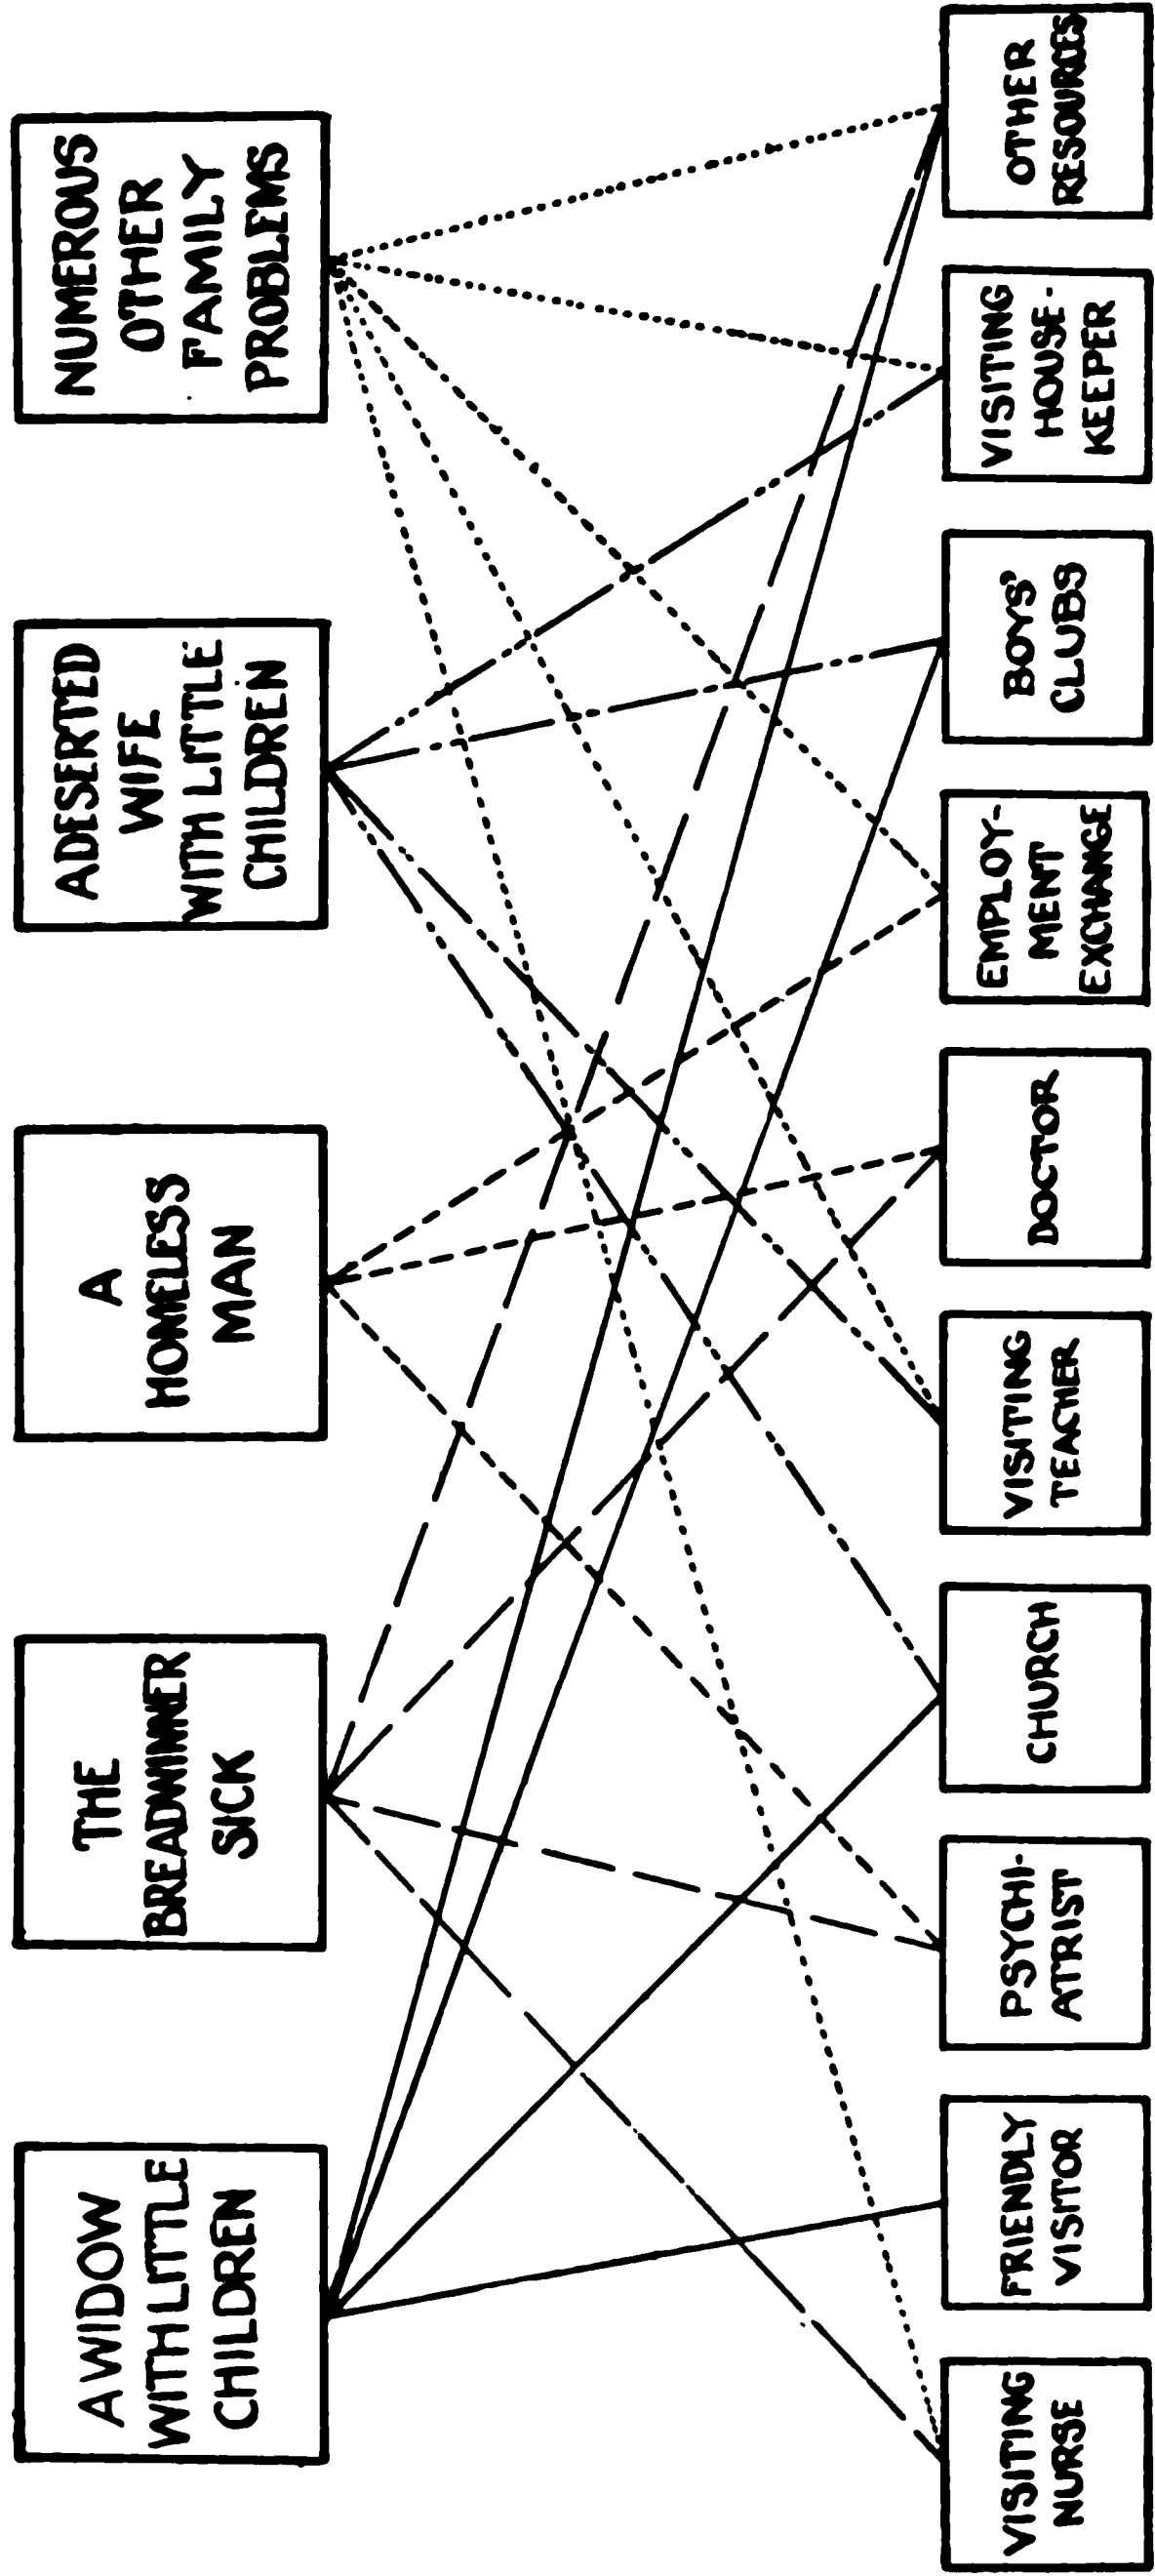 A WIDOW
WITH LITTLE
CHILDREN
THE
BREADWINNER
SICK
A
HOMELESS
MAN
A DESERTED
WIFE
WITH LITTLE
CHILDREN
NUMEROUS
OTHER
FAMILY
PROBLEMS
VISITING
NURSE
FRIENDLY
VISITOR
PSYCHI-
ATRIST
CHURCH
VISITING
TEACHER
DOCTOR
EMPLOY-
MENT
EXCHANGE
BOYS'
CLUBS
VISITING
HOUSE-
KEEPER
OTHER
RESOURCES